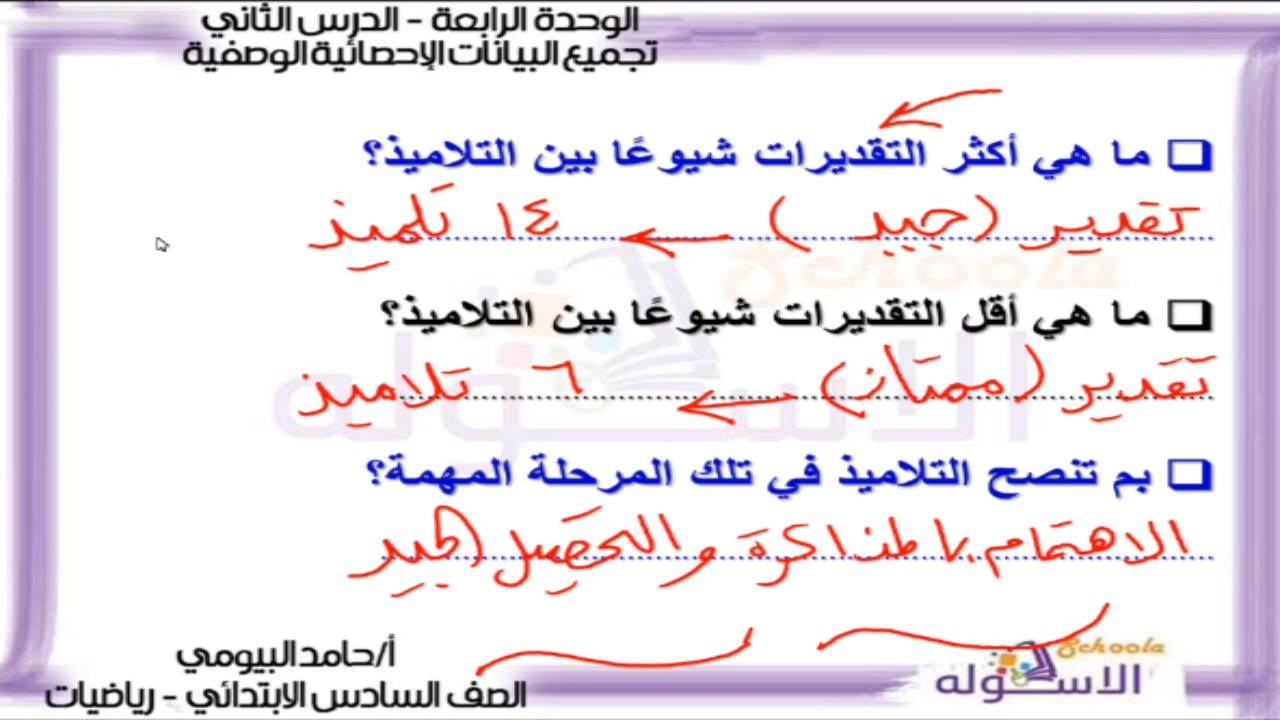 الوحدة الرابعة - الدرس الثاني
تجميع البيانات الإحصائية الوصفية
ما هي أكثر التقديرات شيوعًا بين التلاميذ؟
تقدير (جيد) ← ١٤ تلميذ
ما هي أقل التقديرات شيوعًا بين التلاميذ؟
تقدير (ممتاز) ← ٦ تلاميذ
بم تنصح التلاميذ في تلك المرحلة المهمة؟
الاهتمام بالمذاكرة والتحصيل الجيد
أ/حامد البيومي
الصف السادس الابتدائي - رياضيات
Schoola
الاسكوله